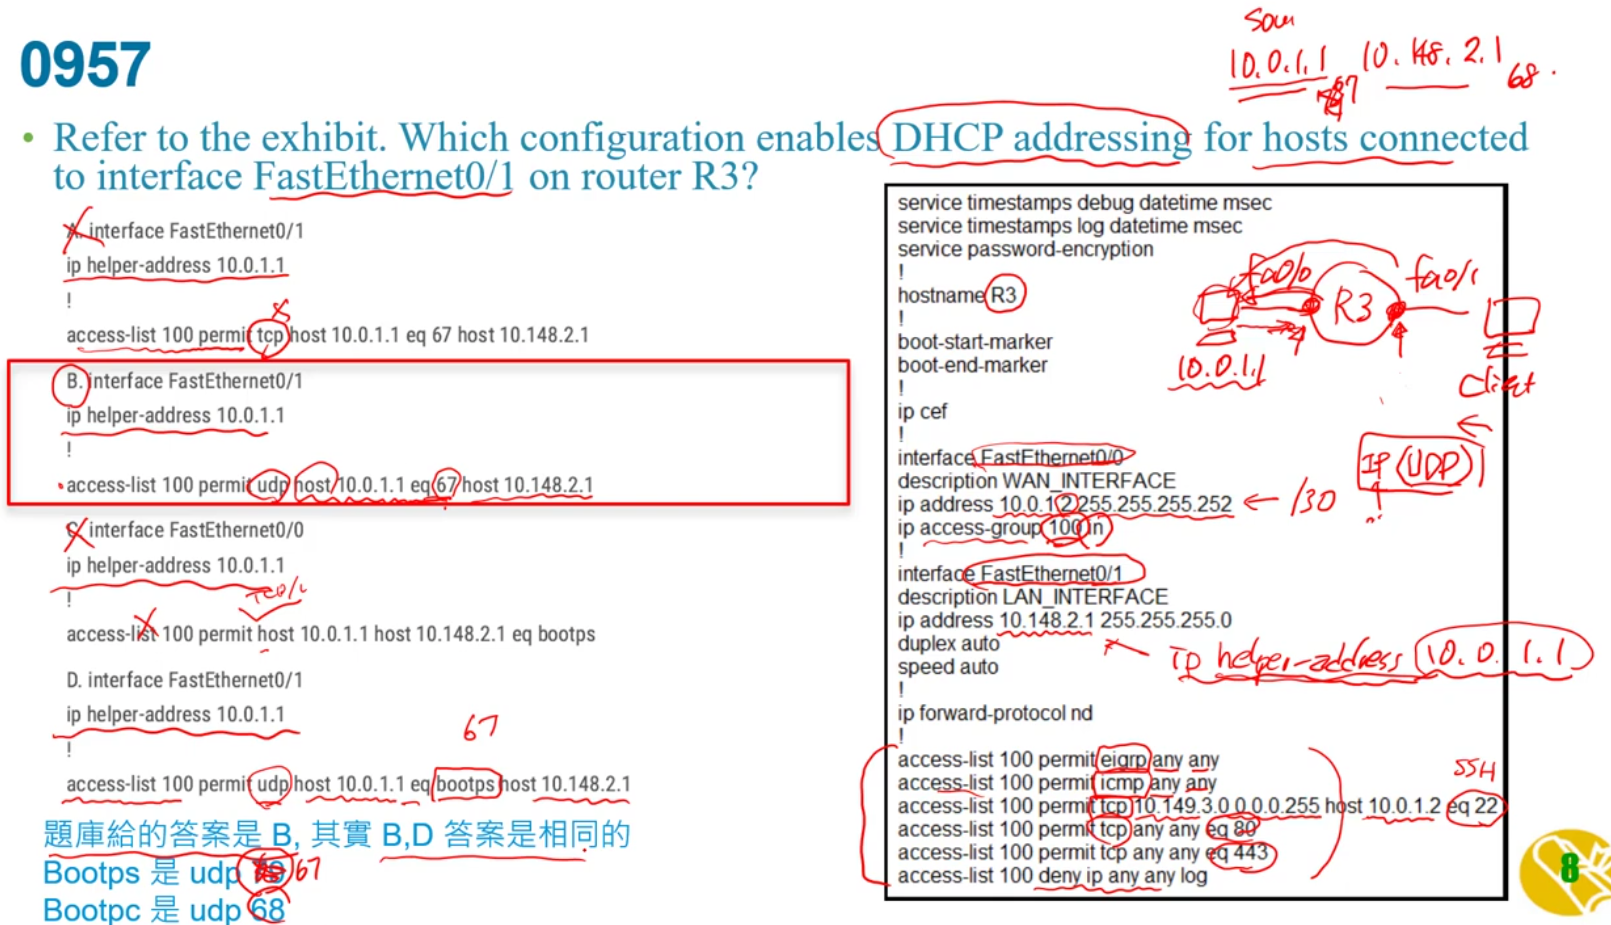 0957
Sour
10.0.1.1 10.148.2.1
67
68
• Refer to the exhibit. Which configuration enables DHCP addressing for hosts connected
to interface FastEthernet0/1 on router R3?
A. interface FastEthernet0/1
ip helper-address 10.0.1.1
!
access-list 100 permit tcp host 10.0.1.1 eq 67 host 10.148.2.1
B. interface FastEthernet0/1
ip helper-address 10.0.1.1
!
access-list 100 permit udp host 10.0.1.1 eq 67 host 10.148.2.1
C. interface FastEthernet0/0
ip helper-address 10.0.1.1
!
access-list 100 permit host 10.0.1.1 host 10.148.2.1 eq bootps
D. interface FastEthernet0/1
ip helper-address 10.0.1.1
67
!
access-list 100 permit udp host 10.0.1.1 eq bootps host 10.148.2.1
題庫給的答案是 B, 其實 B,D 答案是相同的
Bootps 是 udp 67
Bootpc 是 udp 68
service timestamps debug datetime msec
service timestamps log datetime msec
service password-encryption
!
hostname R3
!
boot-start-marker
boot-end-marker
!
ip cef
!
interface FastEthernet0/0
description WAN_INTERFACE
ip address 10.0.1.2 255.255.255.252
ip access-group 100 in
!
interface FastEthernet0/1
description LAN_INTERFACE
ip address 10.148.2.1 255.255.255.0
duplex auto
speed auto
!
ip forward-protocol nd
!
access-list 100 permit eigrp any any
access-list 100 permit icmp any any
access-list 100 permit tcp 10.149.3.0 0.0.0.255 host 10.0.1.2 eq 22
access-list 100 permit tcp any any eq 80
access-list 100 permit tcp any any eq 443
access-list 100 deny ip any any log
fa0/0
R3
fa0/1
10.0.1.1
Client
IP (UDP)
/30
ip helper-address 10.0.1.1
SSH
8